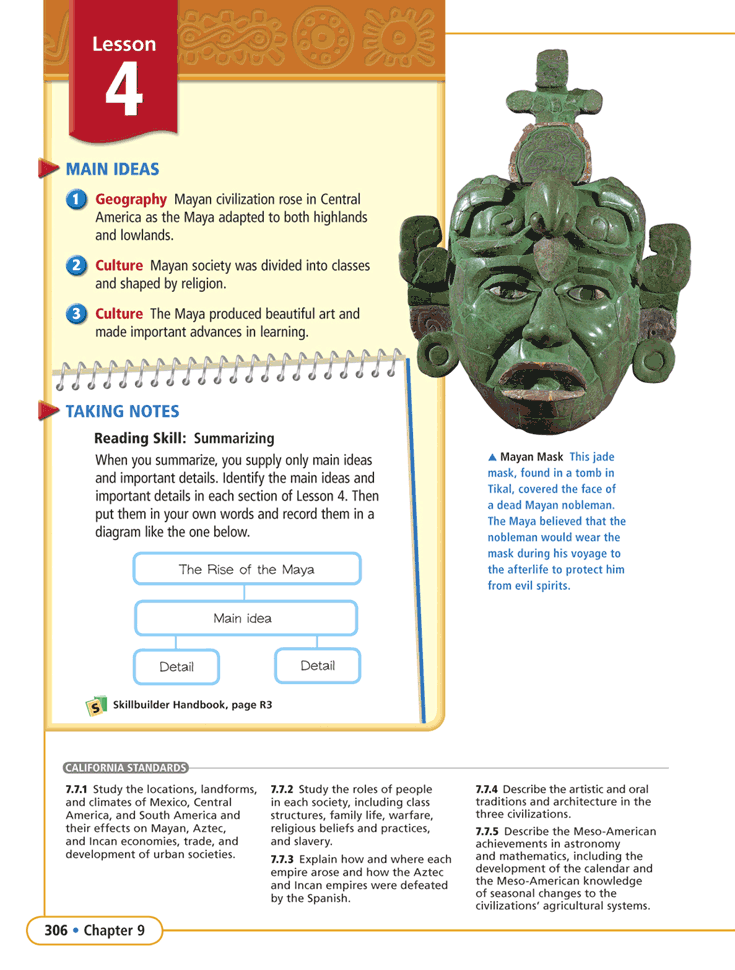 Lesson
4
MAIN IDEAS
1 Geography Mayan civilization rose in Central
America as the Maya adapted to both highlands
and lowlands.
2 Culture Mayan society was divided into classes
and shaped by religion.
3 Culture The Maya produced beautiful art and
made important advances in learning.
TAKING NOTES
Reading Skill: Summarizing
When you summarize, you supply only main ideas
and important details. Identify the main ideas and
important details in each section of Lesson 4. Then
put them in your own words and record them in a
diagram like the one below.
The Rise of the Maya
Main idea
Detail
Detail
S Skillbuilder Handbook, page R3
▲ Mayan Mask This jade
mask, found in a tomb in
Tikal, covered the face of
a dead Mayan nobleman.
The Maya believed that the
nobleman would wear the
mask during his voyage to
the afterlife to protect him
from evil spirits.
CALIFORNIA STANDARDS
7.7.1 Study the locations, landforms,
and climates of Mexico, Central
America, and South America and
their effects on Mayan, Aztec,
and Incan economies, trade, and
development of urban societies.
7.7.2 Study the roles of people
in each society, including class
structures, family life, warfare,
religious beliefs and practices,
and slavery.
7.7.3 Explain how and where each
empire arose and how the Aztec
and Incan empires were defeated
by the Spanish.
7.7.4 Describe the artistic and oral
traditions and architecture in the
three civilizations.
7.7.5 Describe the Meso-American
achievements in astronomy
and mathematics, including the
development of the calendar and
the Meso-American knowledge
of seasonal changes to the
civilizations' agricultural systems.
306 • Chapter 9